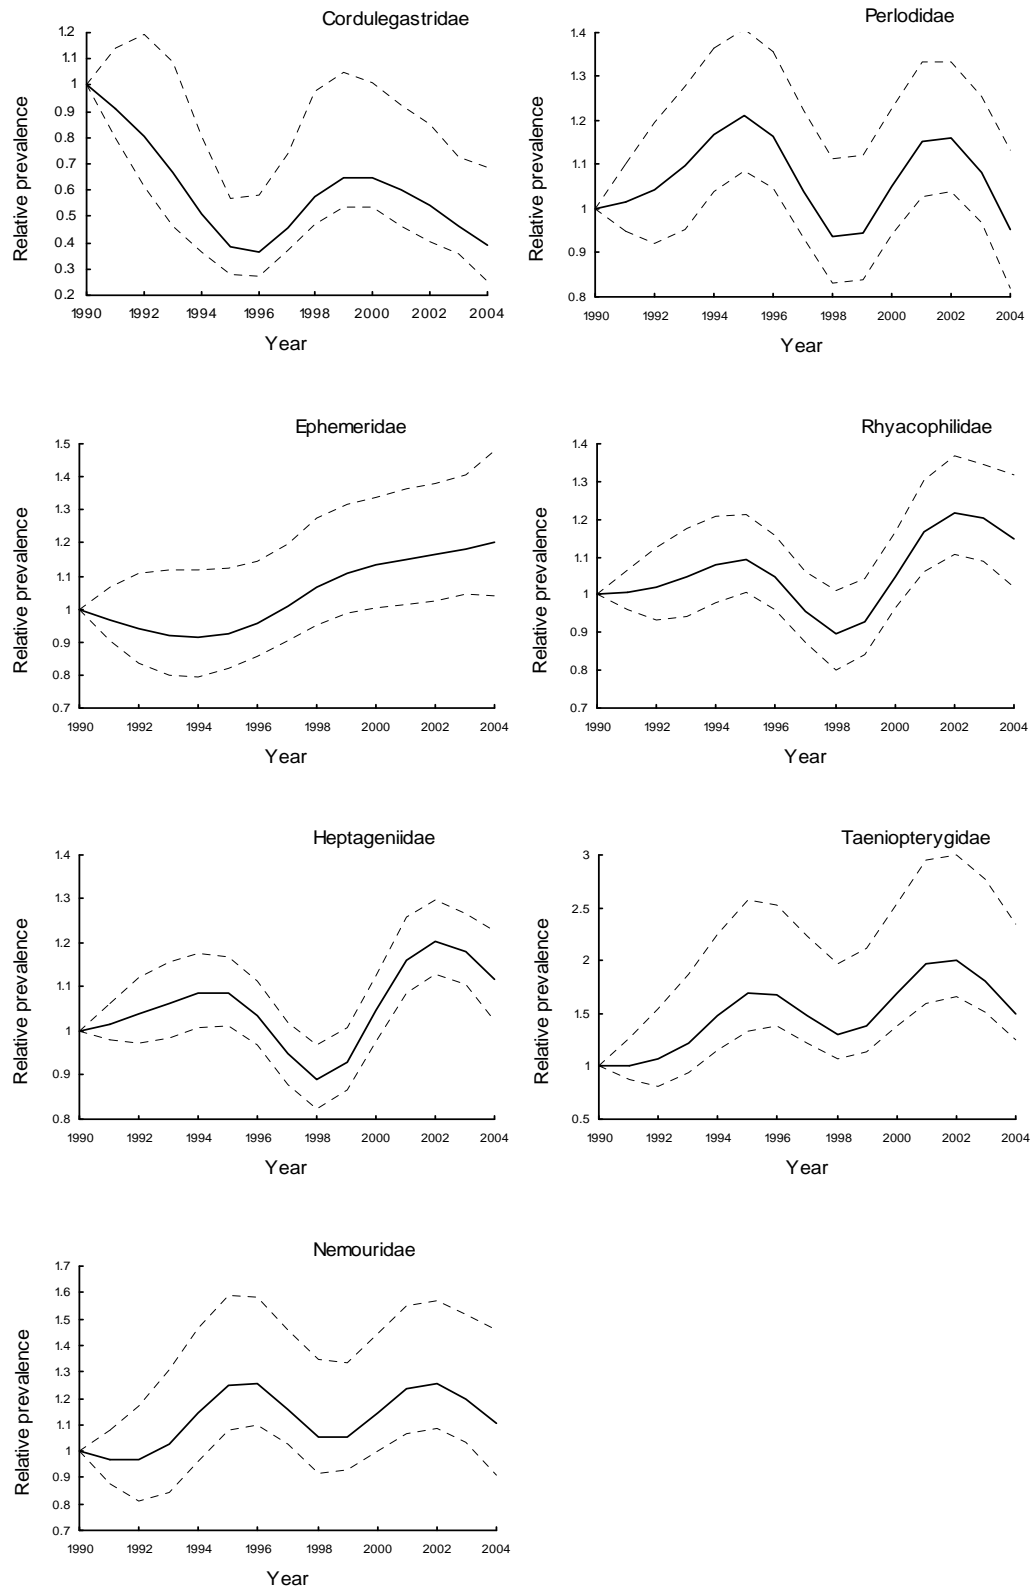 Cordulegastridae
Relative prevalence
1.2
1.1
1
0.9
0.8
0.7
0.6
0.5
0.4
0.3
0.2
1990 1992 1994 1996 1998 2000 2002 2004
Year
Perlodidae
Relative prevalence
1.4
1.3
1.2
1.1
1
0.9
0.8
1990 1992 1994 1996 1998 2000 2002 2004
Year
Ephemeridae
Relative prevalence
1.5
1.4
1.3
1.2
1.1
1
0.9
0.8
0.7
1990 1992 1994 1996 1998 2000 2002 2004
Year
Rhyacophilidae
Relative prevalence
1.4
1.3
1.2
1.1
1
0.9
0.8
0.7
1990 1992 1994 1996 1998 2000 2002 2004
Year
Heptageniidae
Relative prevalence
1.4
1.3
1.2
1.1
1
0.9
0.8
1990 1992 1994 1996 1998 2000 2002 2004
Year
Taeniopterygidae
Relative prevalence
3
2.5
2
1.5
1
0.5
1990 1992 1994 1996 1998 2000 2002 2004
Year
Nemouridae
Relative prevalence
1.7
1.6
1.5
1.4
1.3
1.2
1.1
1
0.9
0.8
0.7
1990 1992 1994 1996 1998 2000 2002 2004
Year